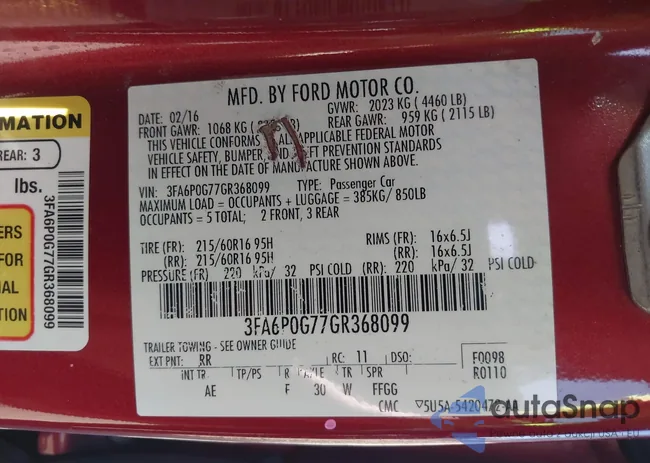 MFD. BY FORD MOTOR CO.
DATE: 02/16
GVWR: 2023 KG (4460 LB)
FRONT GAWR: 1068 KG ( LB)
REAR GAWR: 959 KG (2115 LB)
THIS VEHICLE CONFORMS ALL APPLICABLE FEDERAL MOTOR
VEHICLE SAFETY, BUMPER, AND THEFT PREVENTION STANDARDS
IN EFFECT ON THE DATE OF MANUFACTURE SHOWN ABOVE.
VIN: 3FA6P0G77GR368099 TYPE: Passenger Car
MAXIMUM LOAD = OCCUPANTS + LUGGAGE = 385KG/ 850LB
OCCUPANTS = 5 TOTAL; 2 FRONT, 3 REAR
TIRE (FR): 215/60R16 95H RIMS (FR): 16x6.5J
(RR): 215/60R16 95H (RR): 16x6.5J
PRESSURE (FR) 220 kPa/ 32 PSI COLD (RR): 220 kPa/ 32 PSI COLD
3FA6P0G77GR368099
TRAILER TOWING - SEE OWNER GUIDE
EXT PNT: RR RC: 11 DSO: F0098
R0110
INT TR TP/PS R AXLE TR SPR
AE F 30 W FFGG
CMC
MATION
REAR: 3
lbs.
3FA6P0G77GR368099
ERS
FOR
AL
TION
autoSnap